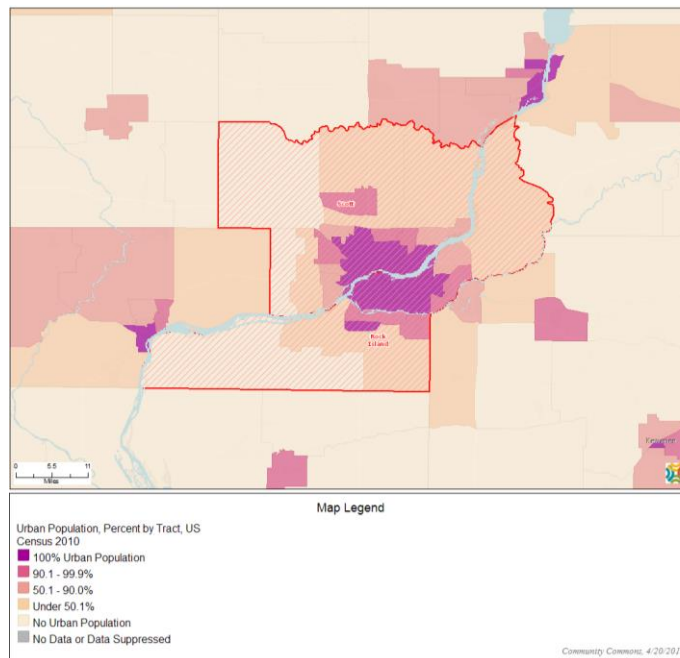 Scott
Rock
Island
0 5.5 11
Miles
Map Legend
Urban Population, Percent by Tract, US
Census 2010
100% Urban Population
90.1 - 99.9%
50.1 - 90.0%
Under 50.1%
No Urban Population
No Data or Data Suppressed
Community Commons, 4/20/201